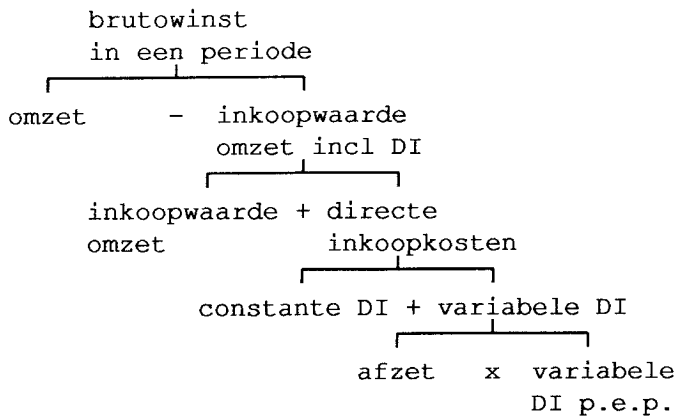 brutowinst
in een periode
omzet - inkoopwaarde
omzet incl DI
inkoopwaarde + directe
omzet inkoopkosten
constante DI + variabele DI
afzet x variabele
DI p.e.p.